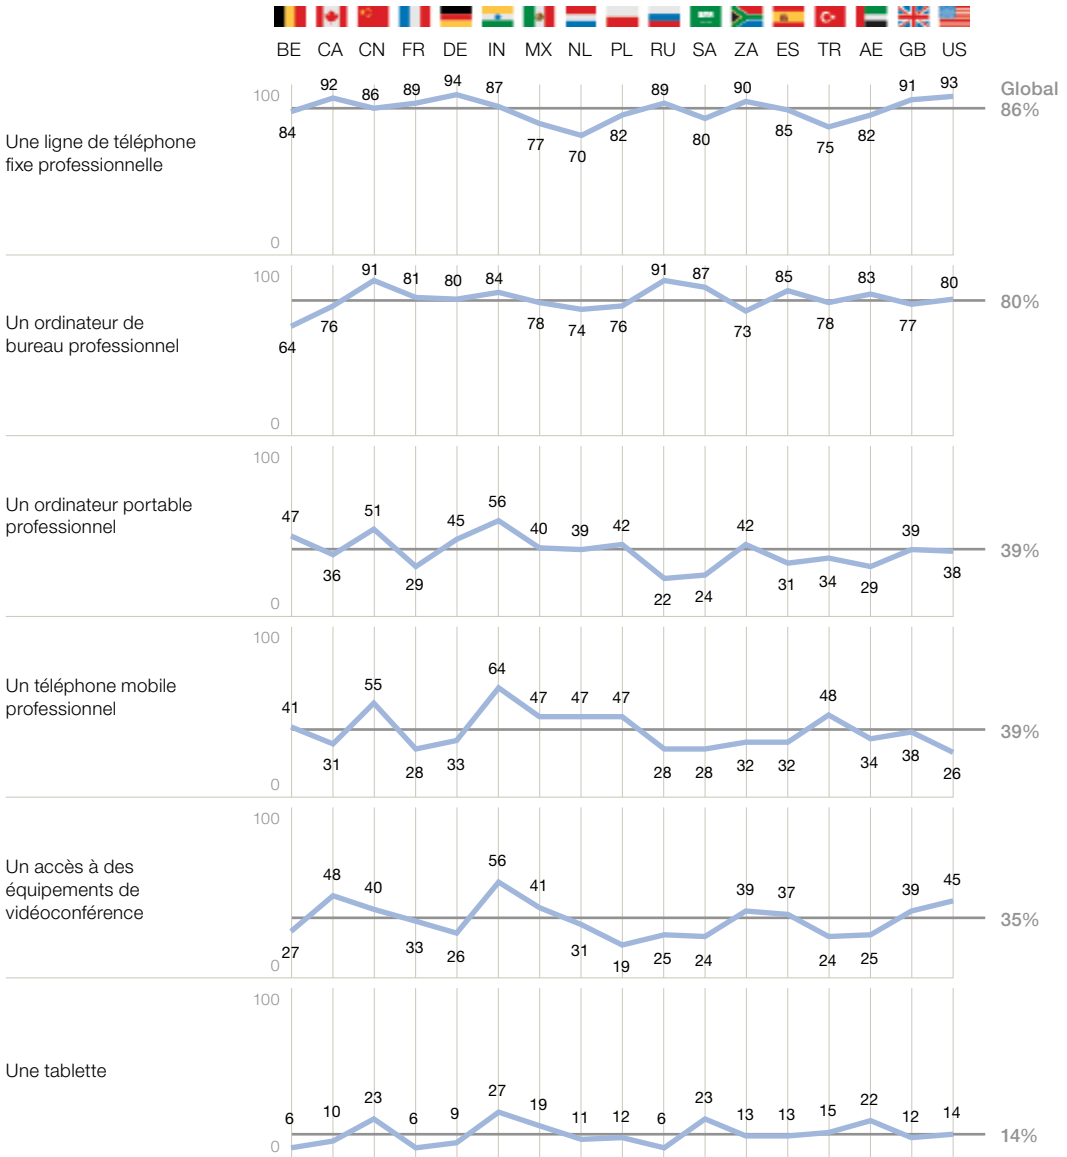 BE CA CN FR DE IN MX NL PL RU SA ZA ES TR AE GB US
Global
Une ligne de téléphone
fixe professionnelle
100
0
84 92 86 89 94 87 77 70 82 89 80 90 85 75 82 91 93
86%
Un ordinateur de
bureau professionnel
100
0
64 76 91 81 80 84 78 74 76 91 87 73 85 78 83 77 80
80%
Un ordinateur portable
professionnel
100
0
47 36 51 29 45 56 40 39 42 22 24 42 31 34 29 39 38
39%
Un téléphone mobile
professionnel
100
0
41 31 55 28 33 64 47 47 47 28 28 32 32 48 34 38 26
39%
Un accès à des
équipements de
vidéoconférence
100
0
27 48 40 33 26 56 41 31 19 25 24 39 37 24 25 39 45
35%
Une tablette
100
0
6 10 23 6 9 27 19 11 12 6 23 13 13 15 22 12 14
14%